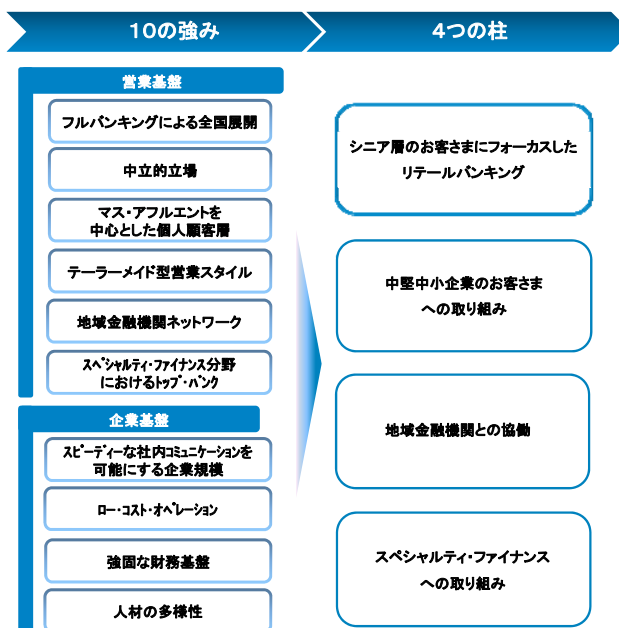 10の強み
4つの柱
営業基盤
フルバンキングによる全国展開
中立的立場
マス・アフルエントを
中心とした個人顧客層
テーラーメイド型営業スタイル
地域金融機関ネットワーク
スペシャルティ・ファイナンス分野
におけるトップ・バンク
企業基盤
スピーディーな社内コミュニケーションを
可能にする企業規模
ロー・コスト・オペレーション
強固な財務基盤
人材の多様性
シニア層のお客さまにフォーカスした
リテールバンキング
中堅中小企業のお客さま
への取り組み
地域金融機関との協働
スペシャルティ・ファイナンス
への取り組み